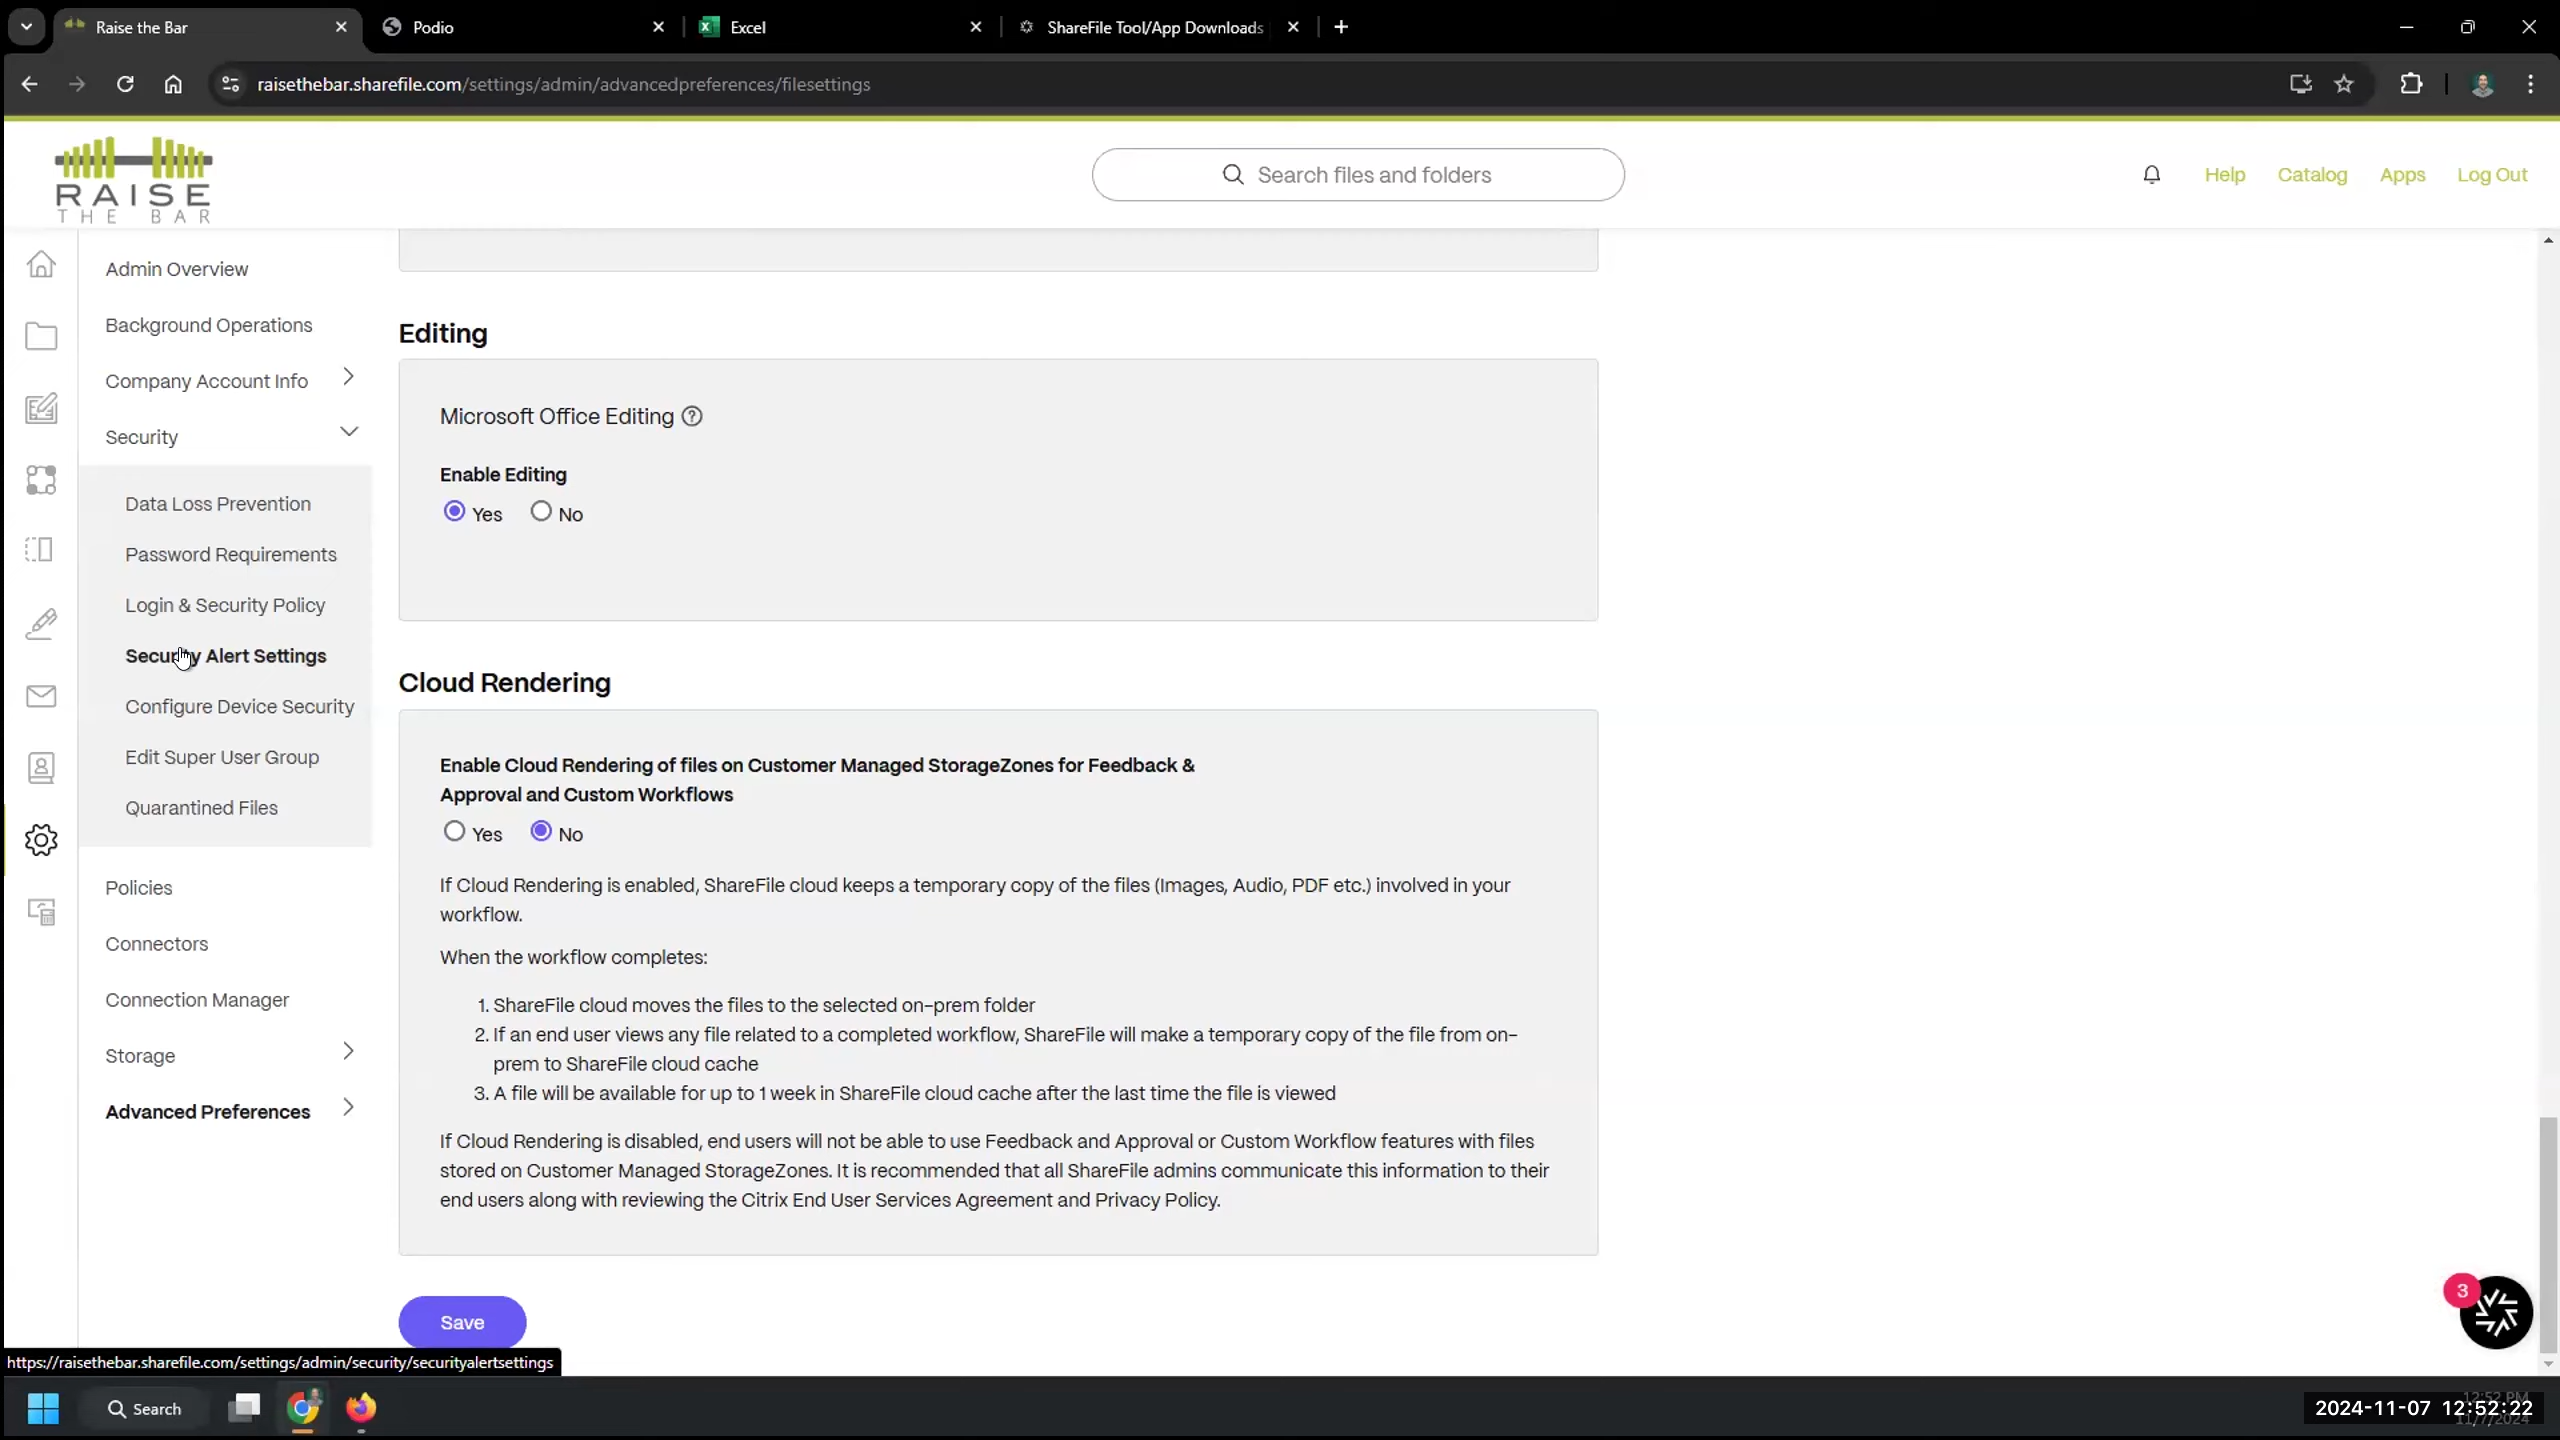 Raise the Bar
Podio
Excel
ShareFile Tool/App Downloads
raisethebar.sharefile.com/settings/admin/advancedpreferences/filesettings
RAISE
THE BAR
Search files and folders
Help
Catalog
Apps
Log Out
Admin Overview
Background Operations
Company Account Info
Security
Data Loss Prevention
Password Requirements
Login & Security Policy
Security Alert Settings
Configure Device Security
Edit Super User Group
Quarantined Files
Policies
Connectors
Connection Manager
Storage
Advanced Preferences
Editing
Microsoft Office Editing ?
Enable Editing
Yes No
Cloud Rendering
Enable Cloud Rendering of files on Customer Managed StorageZones for Feedback &
Approval and Custom Workflows
Yes No
If Cloud Rendering is enabled, ShareFile cloud keeps a temporary copy of the files (Images, Audio, PDF etc.) involved in your
workflow.
When the workflow completes:
1. ShareFile cloud moves the files to the selected on-prem folder
2. If an end user views any file related to a completed workflow, ShareFile will make a temporary copy of the file from on-
prem to ShareFile cloud cache
3. A file will be available for up to 1 week in ShareFile cloud cache after the last time the file is viewed
If Cloud Rendering is disabled, end users will not be able to use Feedback and Approval or Custom Workflow features with files
stored on Customer Managed StorageZones. It is recommended that all ShareFile admins communicate this information to their
end users along with reviewing the Citrix End User Services Agreement and Privacy Policy.
Save
3
https://raisethebar.sharefile.com/settings/admin/security/securityalertsettings
Search
12:52 PM
2024-11-07 12:52:22
11/7/2024